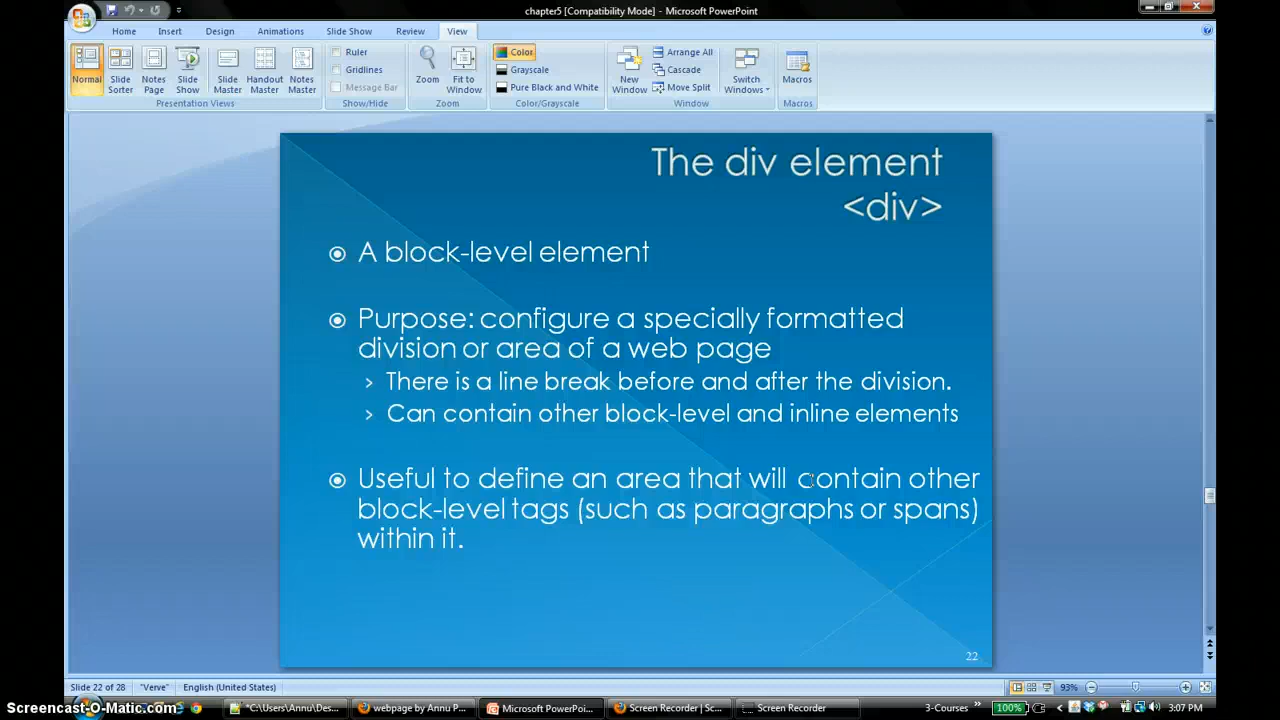 chapter5 [Compatibility Mode] - Microsoft PowerPoint
Home Insert Design Animations Slide Show Review View
Normal Slide Sorter Notes Page Slide Show Slide Master Handout Master Notes Master
Presentation Views
Ruler
Gridlines
Message Bar
Show/Hide
Zoom Fit to Window
Zoom
Color
Grayscale
Pure Black and White
Color/Grayscale
New Window
Arrange All
Cascade
Move Split
Switch Windows
Window
Macros
Macros
The div element
<div>
A block-level element
Purpose: configure a specially formatted
division or area of a web page
There is a line break before and after the division.
Can contain other block-level and inline elements
Useful to define an area that will contain other
block-level tags (such as paragraphs or spans)
within it.
22
Slide 22 of 28 "Verve" English (United States) 93%
Screencast-O-Matic.com *C:\Users\Annu\Des... webpage by Annu P... Microsoft PowerPoin... Screen Recorder | Sc... Screen Recorder 3-Courses » 100% 3:07 PM